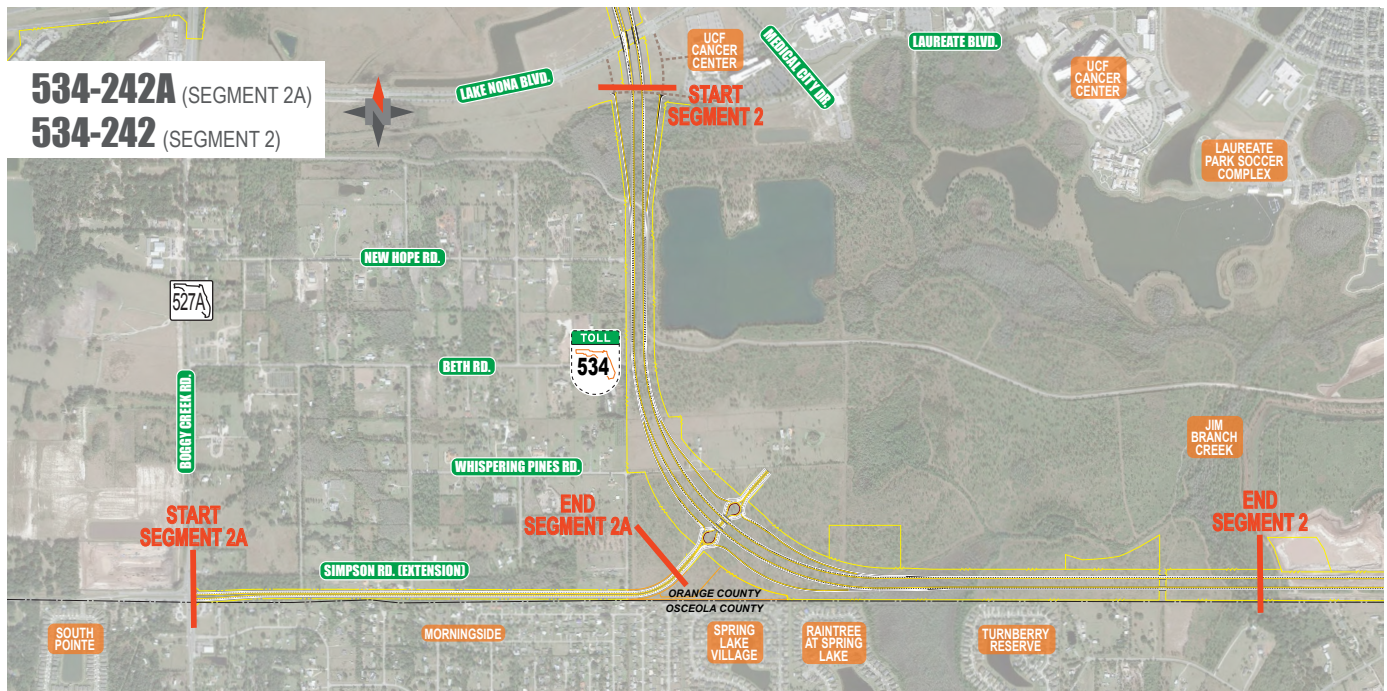 534-242A (SEGMENT 2A)
534-242 (SEGMENT 2)
N
LAKE NONA BLVD.
UCF
CANCER
CENTER
MEDICAL CITY DR.
LAUREATE BLVD.
UCF
CANCER
CENTER
START
SEGMENT 2
LAUREATE
PARK SOCCER
COMPLEX
NEW HOPE RD.
527A
TOLL
534
BETH RD.
BOGGY CREEK RD.
WHISPERING PINES RD.
JIM
BRANCH
CREEK
START
SEGMENT 2A
END
SEGMENT 2A
END
SEGMENT 2
SIMPSON RD. (EXTENSION)
ORANGE COUNTY
OSCEOLA COUNTY
SOUTH
POINTE
MORNINGSIDE
SPRING
LAKE
VILLAGE
RAINTREE
AT SPRING
LAKE
TURNBERRY
RESERVE